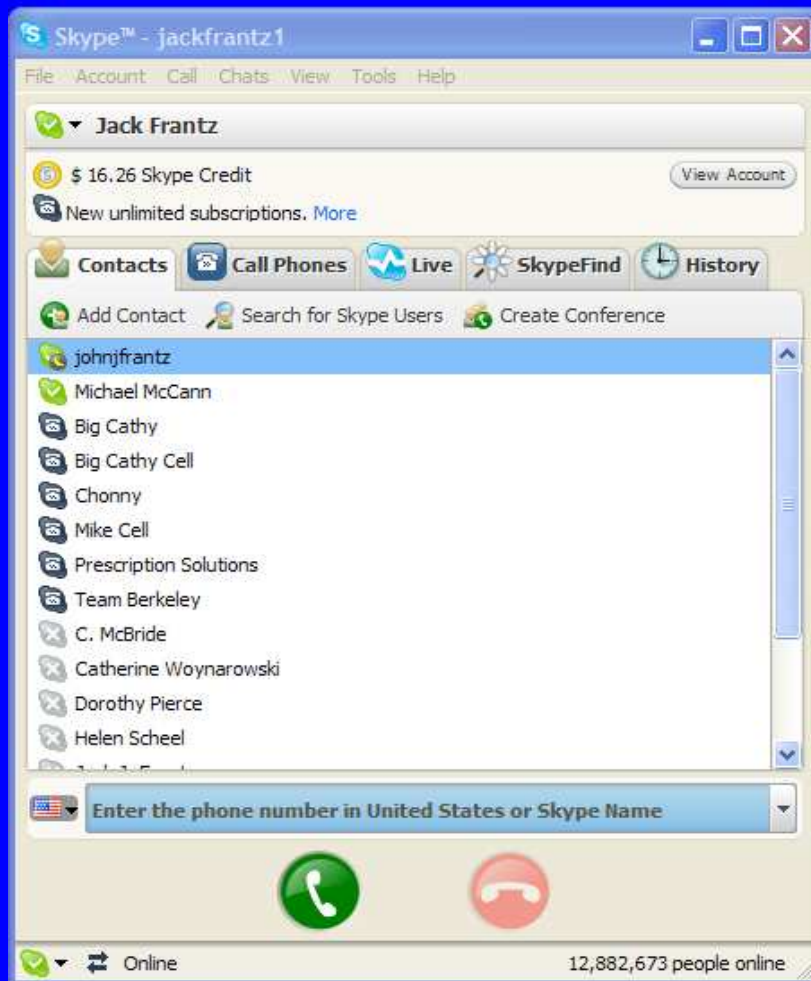 Skype™ - jackfrantz1
File Account Call Chats View Tools Help
Jack Frantz
$ 16.26 Skype Credit View Account
New unlimited subscriptions. More
Contacts Call Phones Live SkypeFind History
Add Contact Search for Skype Users Create Conference
johnjfrantz
Michael McCann
Big Cathy
Big Cathy Cell
Chonny
Mike Cell
Prescription Solutions
Team Berkeley
C. McBride
Catherine Woynarowski
Dorothy Pierce
Helen Scheel
Enter the phone number in United States or Skype Name
Online 12,882,673 people online